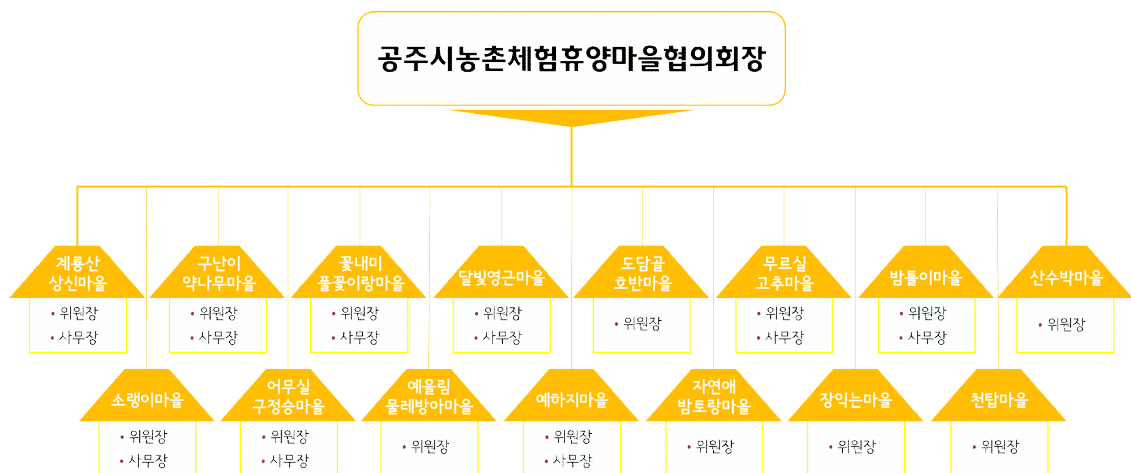 공주시농촌체험휴양마을협의회장
계룡산
상신마을
• 위원장
• 사무장
구난이
약나무마을
• 위원장
• 사무장
꽃내미
풀꽃이랑마을
• 위원장
• 사무장
달빛영근마을
• 위원장
• 사무장
도담골
호반마을
• 위원장
무르실
고추마을
• 위원장
• 사무장
밤톨이마을
• 위원장
• 사무장
산수박마을
• 위원장
소랭이마을
• 위원장
• 사무장
어무실
구정승마을
• 위원장
• 사무장
예울림
물레방아마을
• 위원장
예하지마을
• 위원장
• 사무장
자연애
밤토랑마을
• 위원장
장익는마을
• 위원장
천탑마을
• 위원장